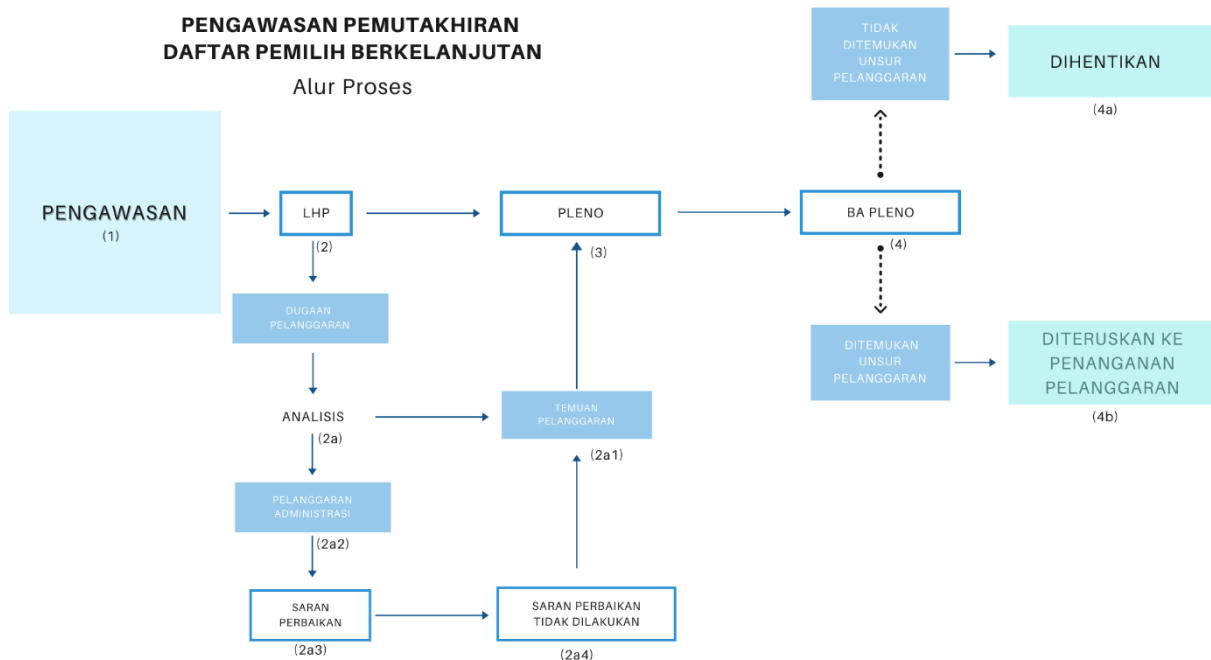 PENGAWASAN PEMUTAKHIRAN
DAFTAR PEMILIH BERKELANJUTAN
Alur Proses
PENGAWASAN
(1)
LHP
(2)
DUGAAN
PELANGGARAN
ANALISIS
(2a)
PELANGGARAN
ADMINISTRASI
(2a2)
SARAN
PERBAIKAN
(2a3)
SARAN PERBAIKAN
TIDAK DILAKUKAN
(2a4)
TEMUAN
PELANGGARAN
(2a1)
PLENO
(3)
BA PLENO
(4)
TIDAK
DITEMUKAN
UNSUR
PELANGGARAN
DIHENTIKAN
(4a)
DITEMUKAN
UNSUR
PELANGGARAN
DITERUSKAN KE
PENANGANAN
PELANGGARAN
(4b)